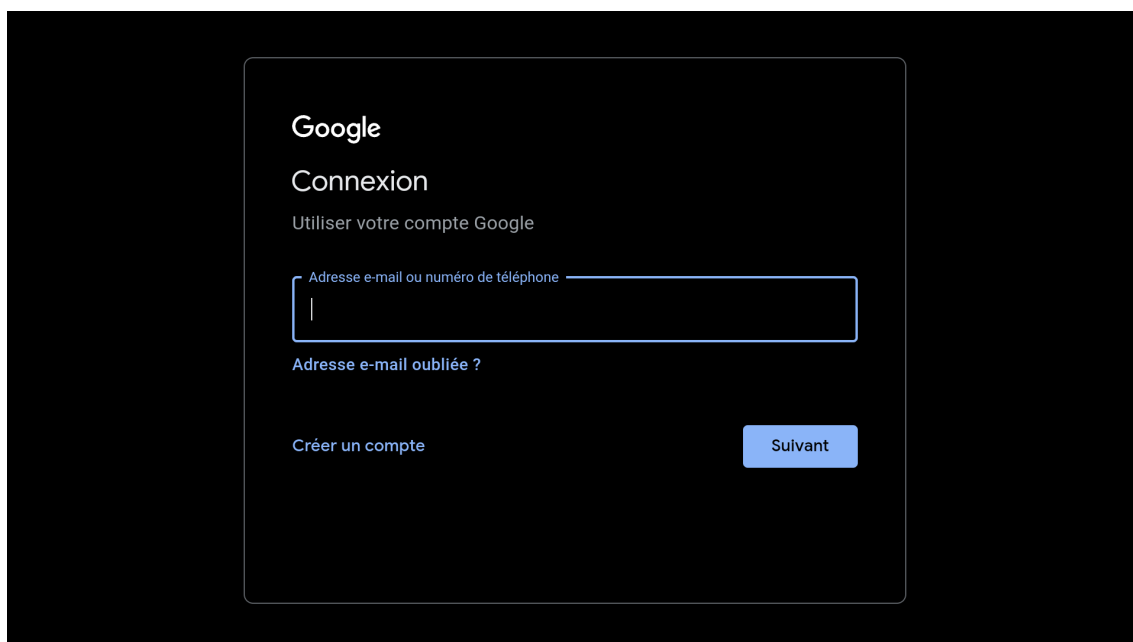 Google
Connexion
Utiliser votre compte Google
Adresse e-mail ou numéro de téléphone
Adresse e-mail oubliée ?
Créer un compte
Suivant